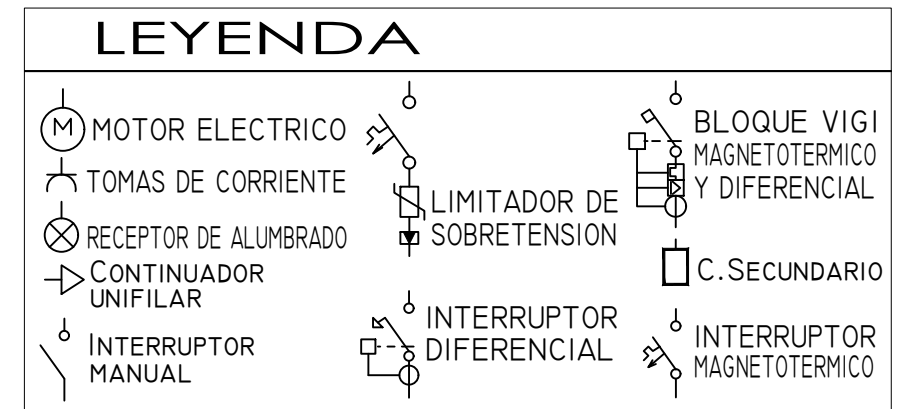 LEYENDA
M
MOTOR ELECTRICO
TOMAS DE CORRIENTE
RECEPTOR DE ALUMBRADO
CONTINUADOR
UNIFILAR
INTERRUPTOR
MANUAL
LIMITADOR DE
SOBRETENSION
INTERRUPTOR
DIFERENCIAL
BLOQUE VIGI
MAGNETOTERMICO
Y DIFERENCIAL
C.SECUNDARIO
INTERRUPTOR
MAGNETOTERMICO